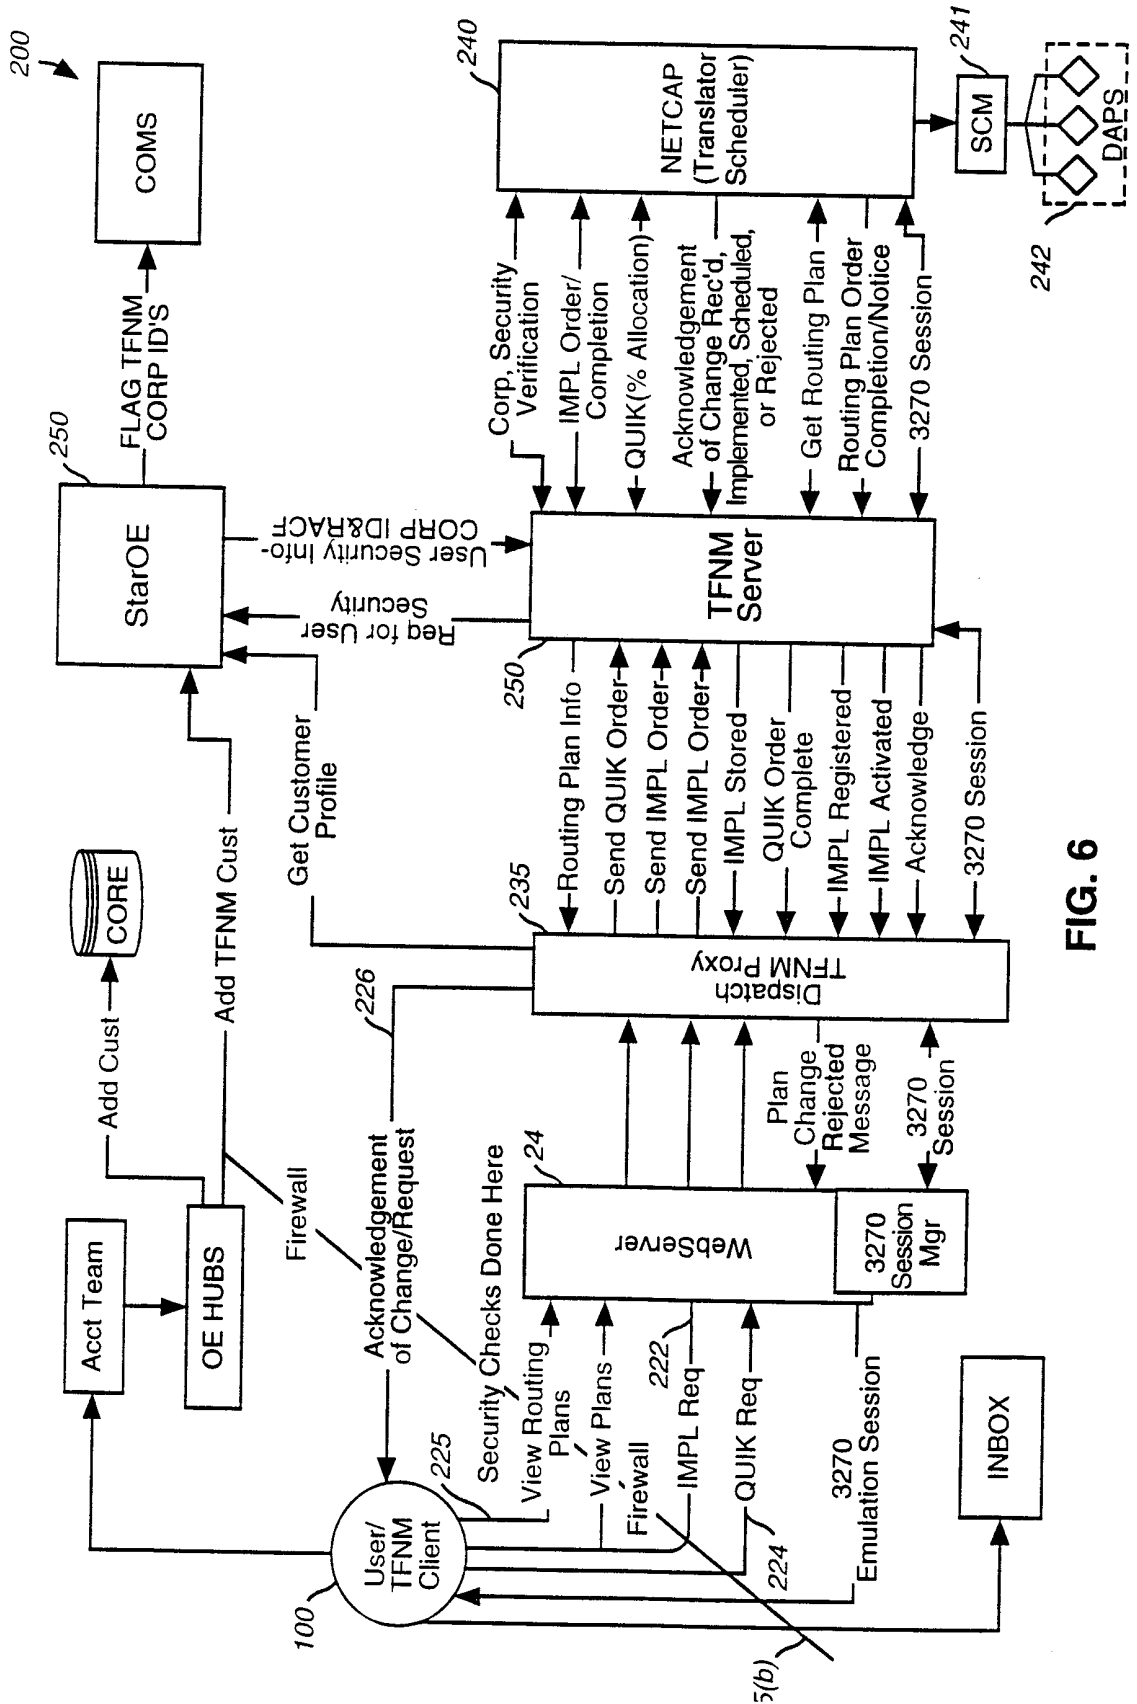 200
COMS
FLAG TFNM
CORP ID'S
250
StarOE
CORE
Add Cust
Add TFNM Cust
Acct Team
OE HUBS
Firewall
Get Customer
Profile
Req for User
Security
User Security Info-
CORP ID&RACF
226
Acknowledgement
of Change/Request
User/
TFNM
Client
100
225
Security Checks Done Here
View Routing
Plans
View Plans
Firewall
222
IMPL Req
QUIK Req
224
3270
Emulation Session
INBOX
24
WebServer
3270
Session
Mgr
Plan
Change
Rejected
Message
3270
Session
235
Dispatch
TFNM Proxy
Routing Plan Info
Send QUIK Order
Send IMPL Order
Send IMPL Order
IMPL Stored
QUIK Order
Complete
IMPL Registered
IMPL Activated
Acknowledge
3270 Session
250
TFNM
Server
Corp, Security
Verification
IMPL Order/
Completion
QUIK(% Allocation)
Acknowledgement
of Change Rec'd,
Implemented, Scheduled,
or Rejected
Get Routing Plan
Routing Plan Order
Completion/Notice
3270 Session
240
NETCAP
(Translator
Scheduler)
241
SCM
DAPS
242
(b)
FIG. 6